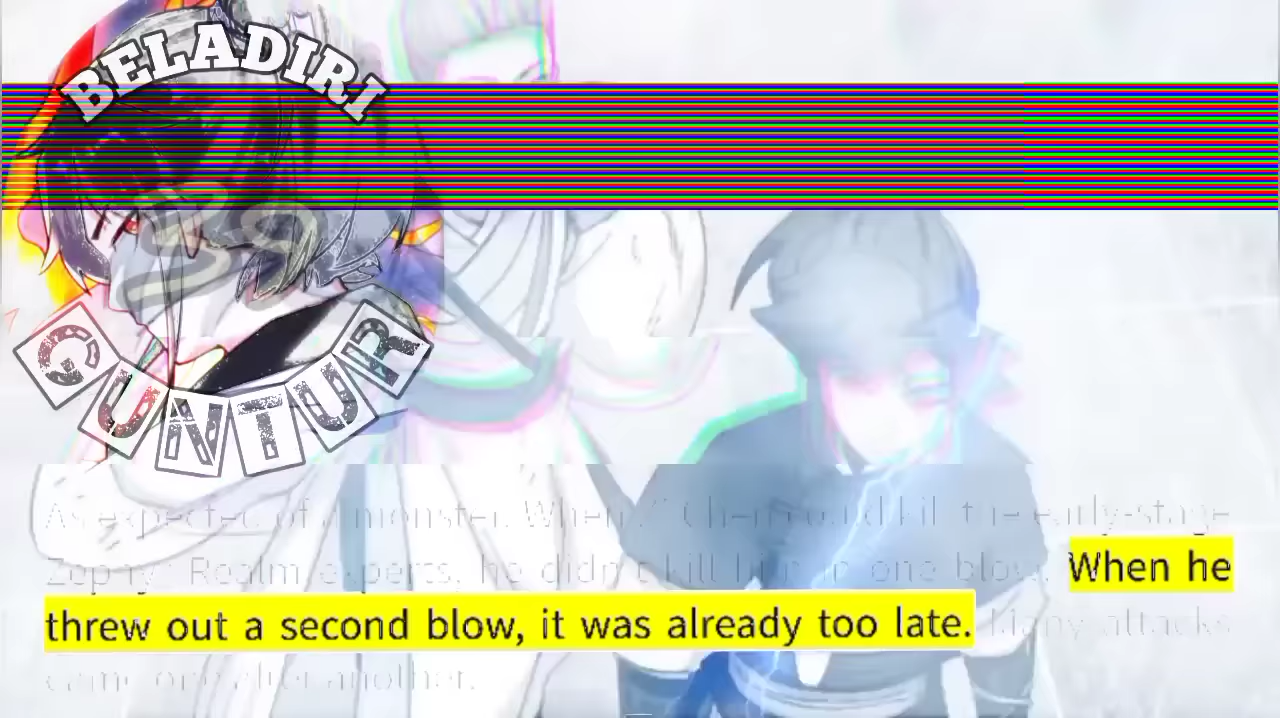 BELADIRI
GUNTUR
As expected of a monster. When Zi Chen could kill the early-stage
Zephyr Realm experts, he didn't kill him in one blow. When he
threw out a second blow, it was already too late. Many attacks
came one after another.